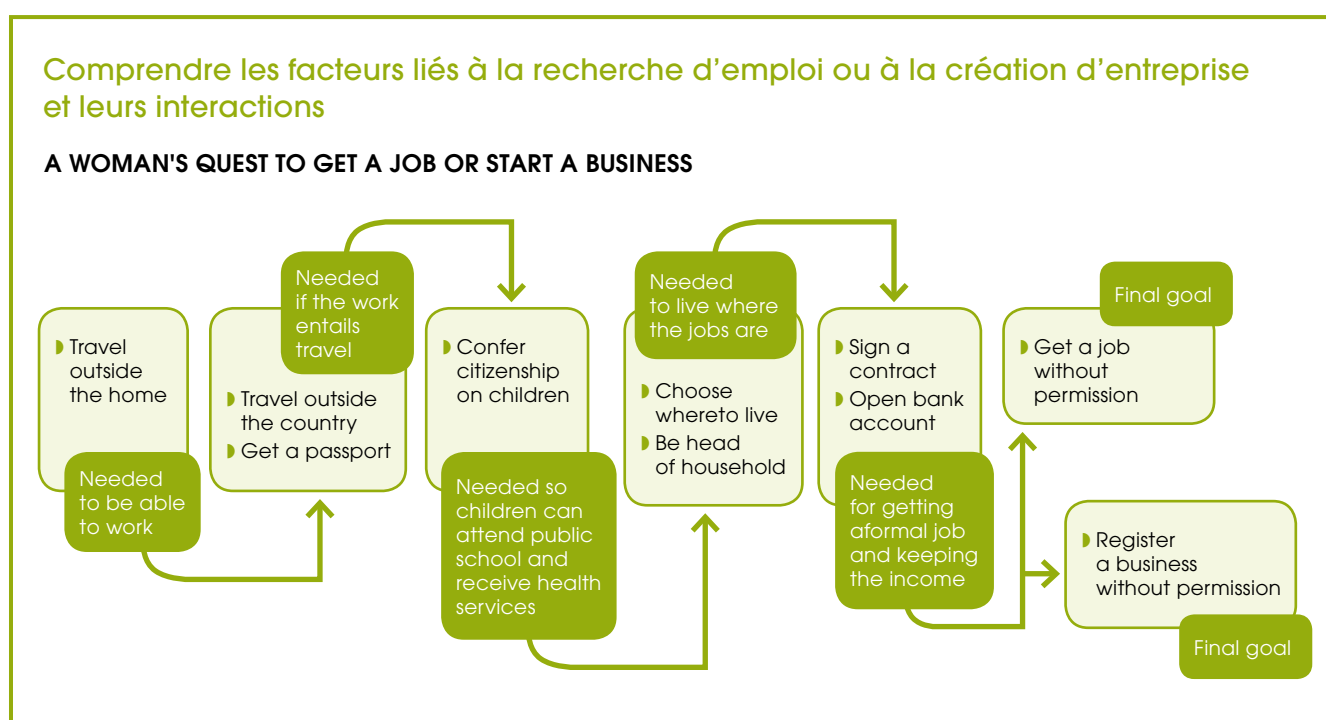 Comprendre les facteurs liés à la recherche d'emploi ou à la création d'entreprise
et leurs interactions
A WOMAN'S QUEST TO GET A JOB OR START A BUSINESS
Travel
outside
the home
Needed
to be able
to work
Needed
if the work
entails
travel
Travel outside
the country
Get a passport
Confer
citizenship
on children
Needed so
children can
attend public
school and
receive health
services
Needed
to live where
the jobs are
Choose
whereto live
Be head
of household
Sign a
contract
Open bank
account
Needed
for getting
aformal job
and keeping
the income
Final goal
Get a job
without
permission
Register
a business
without permission
Final goal